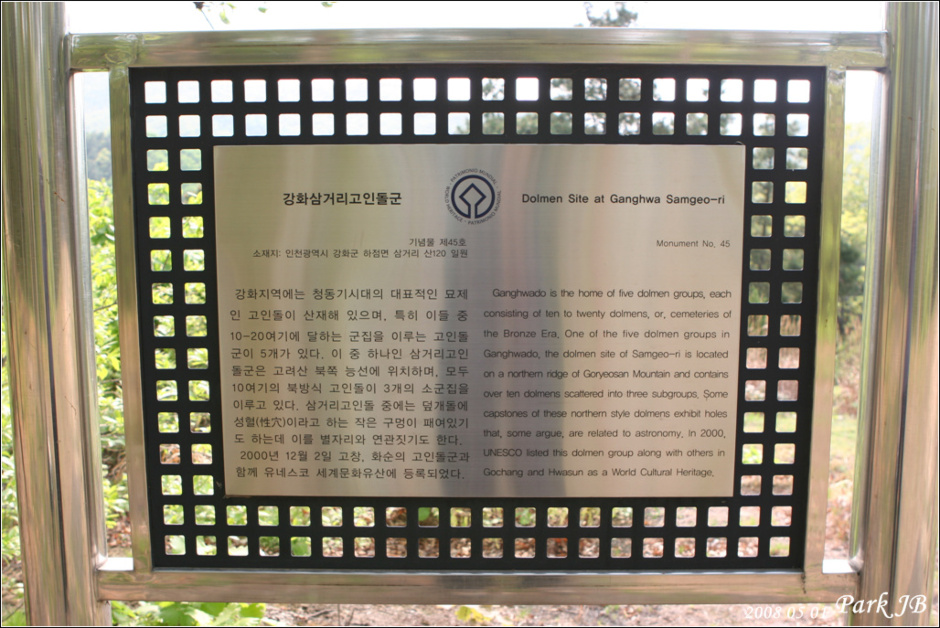 강화삼거리고인돌군
기념물 제45호
소재지: 인천광역시 강화군 하점면 삼거리 산120 일원
강화지역에는 청동기시대의 대표적인 묘제
인 고인돌이 산재해 있으며, 특히 이들 중
10-20여기에 달하는 군집을 이루는 고인돌
군이 5개가 있다. 이 중 하나인 삼거리고인
돌군은 고려산 북쪽 능선에 위치하며, 모두
10여기의 북방식 고인돌이 3개의 소군집을
이루고 있다. 삼거리고인돌 중에는 덮개돌에
성혈(性穴)이라고 하는 작은 구멍이 패여있기
도 하는데 이를 별자리와 연관짓기도 한다.
2000년 12월 2일 고창, 화순의 고인돌군과
함께 유네스코 세계문화유산에 등록되었다.
PATRIMONIO MUNDIAL
WORLD HERITAGE
PATRIMOINE MONDIAL
Dolmen Site at Ganghwa Samgeo-ri
Monument No. 45
Ganghwado is the home of five dolmen groups, each
consisting of ten to twenty dolmens, or, cemeteries of
the Bronze Era. One of the five dolmen groups in
Ganghwado, the dolmen site of Samgeo-ri is located
on a northern ridge of Goryeosan Mountain and contains
over ten dolmens scattered into three subgroups. Some
capstones of these northern style dolmens exhibit holes
that, some argue, are related to astronomy. In 2000,
UNESCO listed this dolmen group along with others in
Gochang and Hwasun as a World Cultural Heritage.
2008 05 01 Park JB